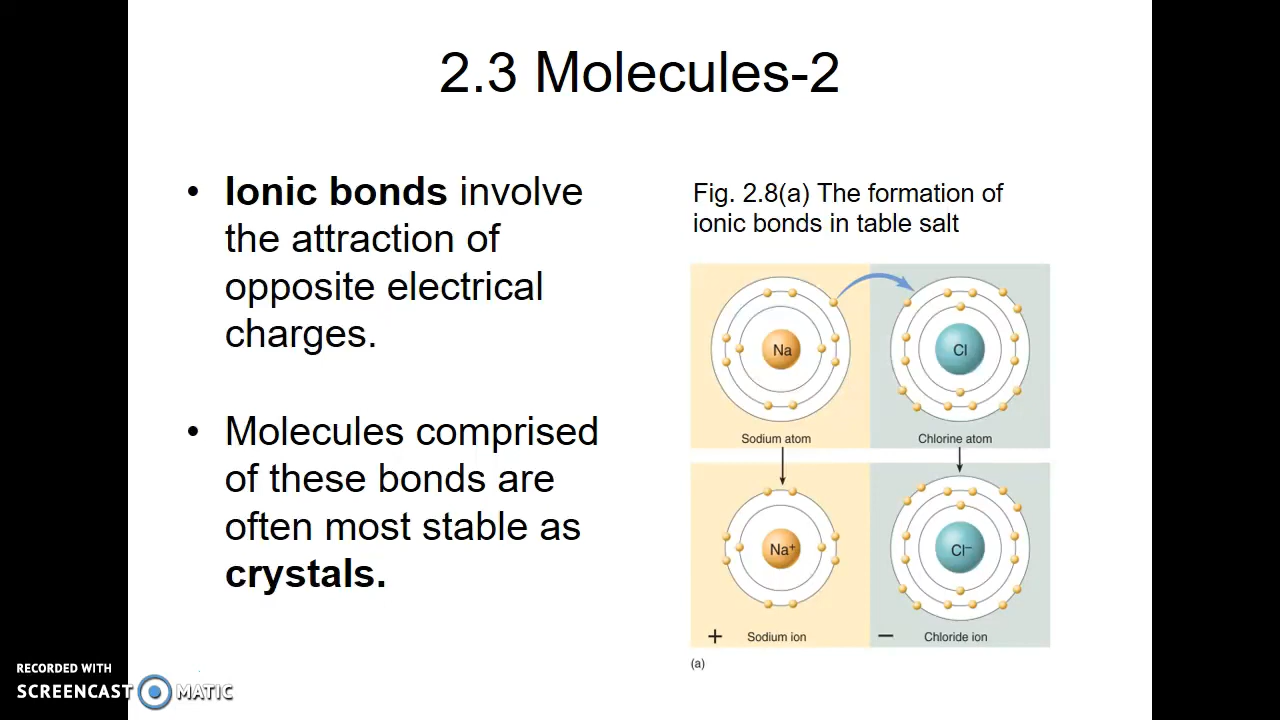 2.3 Molecules-2
• Ionic bonds involve
the attraction of
opposite electrical
charges.
• Molecules comprised
of these bonds are
often most stable as
crystals.
Fig. 2.8(a) The formation of
ionic bonds in table salt
Na
Cl
Sodium atom
Chlorine atom
Na⁺
Cl⁻
+ Sodium ion
− Chloride ion
(a)
RECORDED WITH
SCREENCAST MATIC